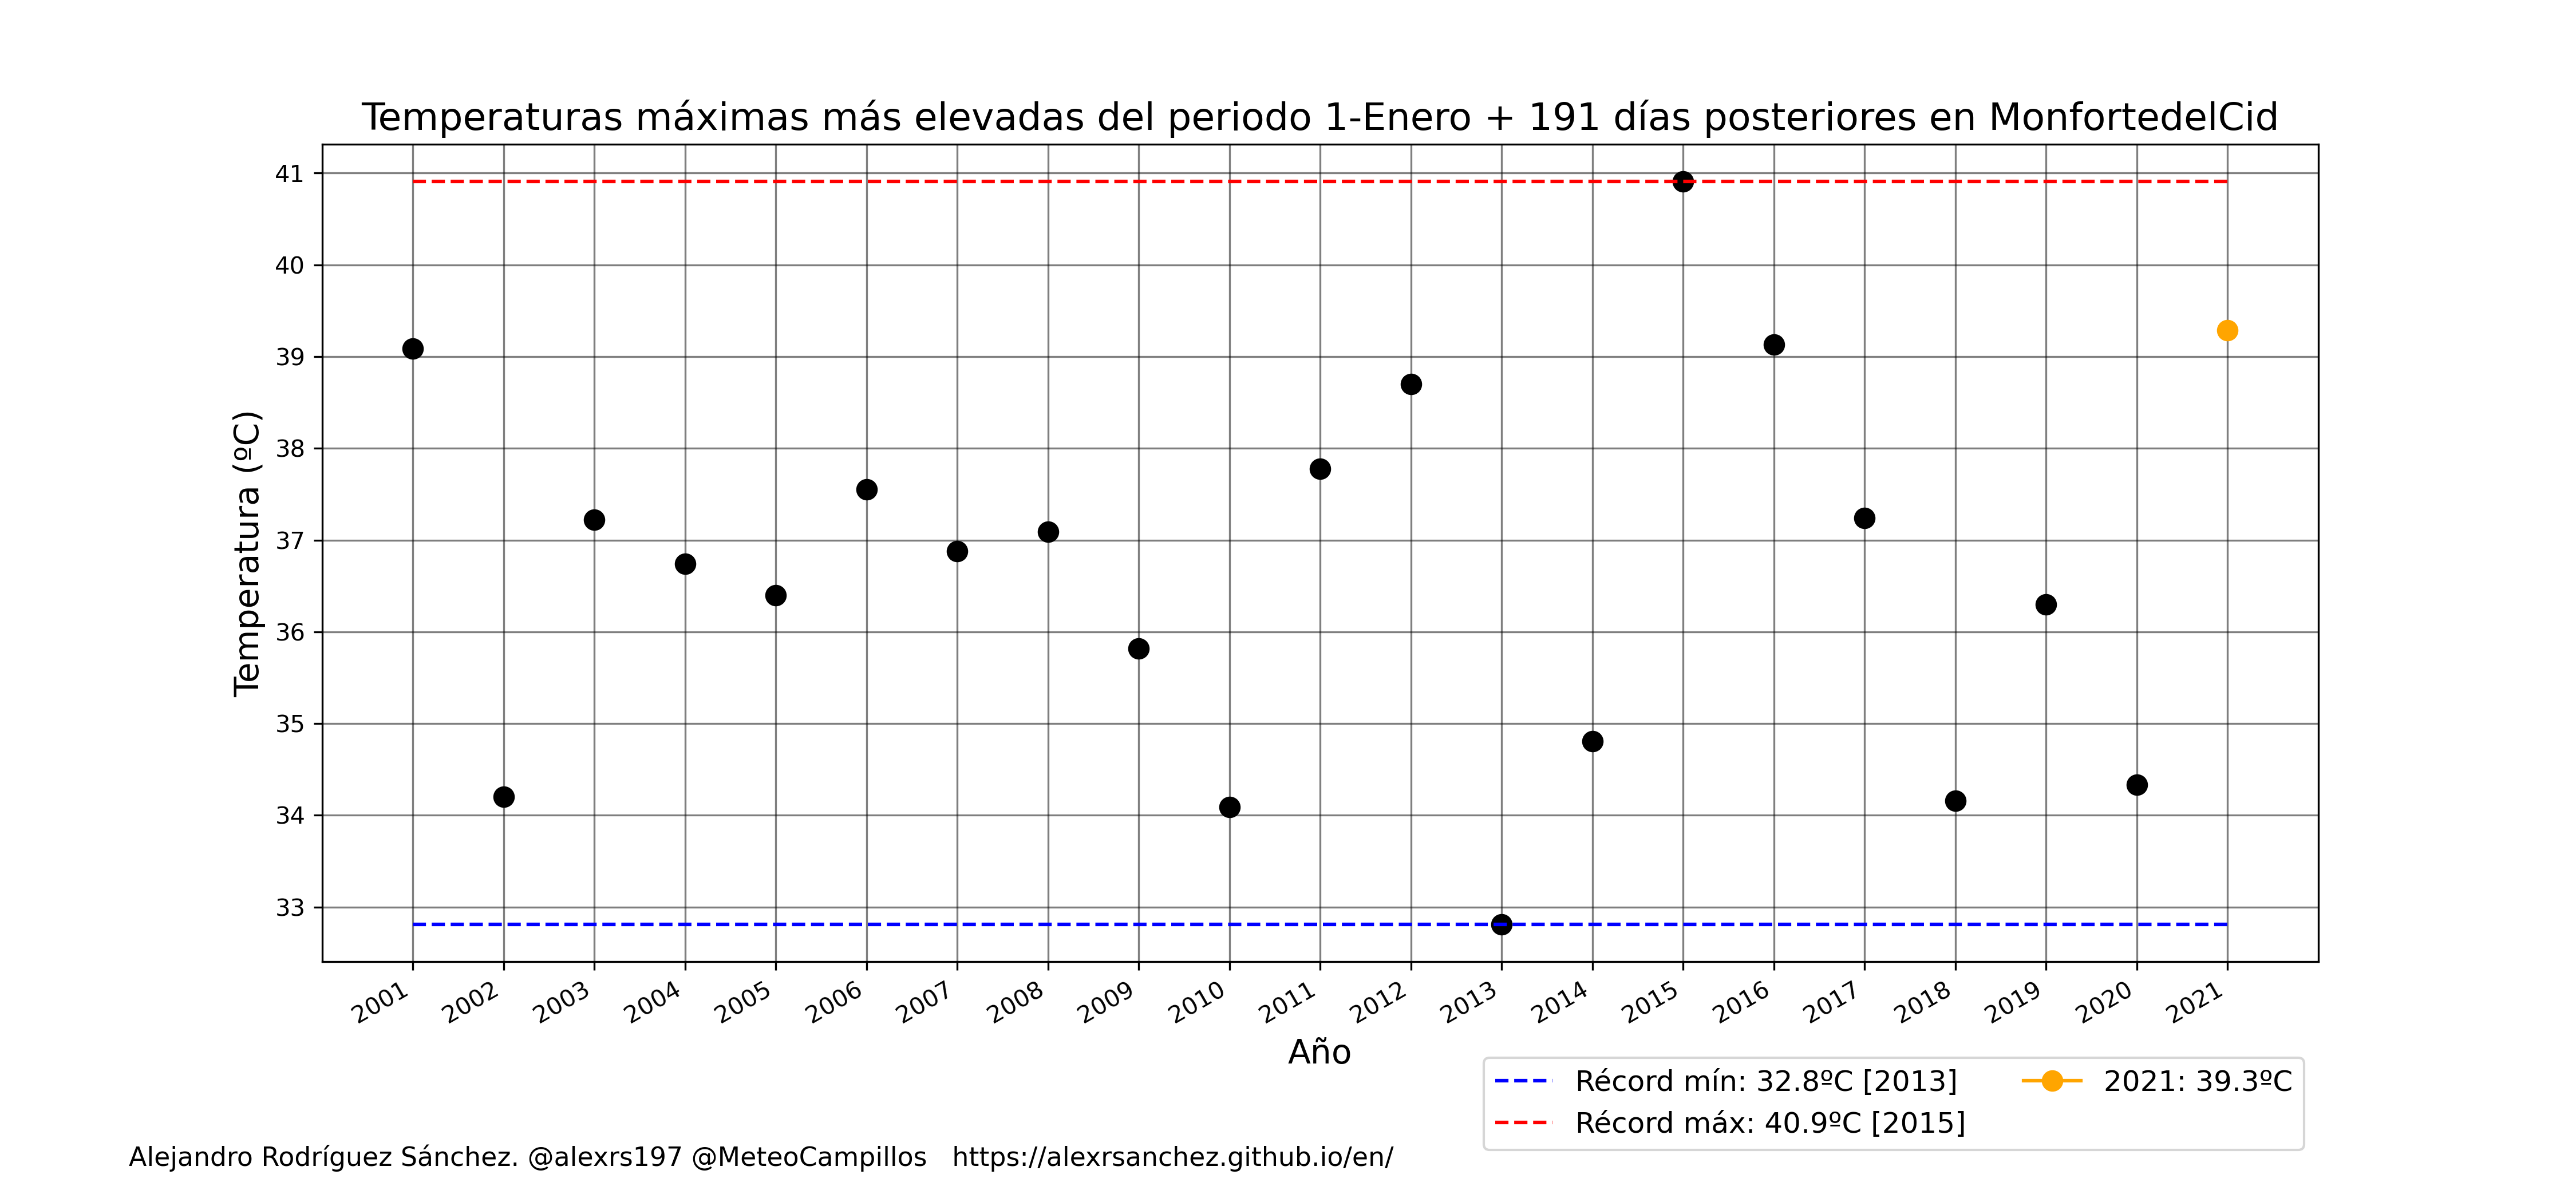 Temperaturas máximas más elevadas del periodo 1-Enero + 191 días posteriores en MonfortedelCid
Temperatura (ºC)
41
40
39
38
37
36
35
34
33
2001 2002 2003 2004 2005 2006 2007 2008 2009 2010 2011 2012 2013 2014 2015 2016 2017 2018 2019 2020 2021
Año
Récord mín: 32.8ºC [2013]
Récord máx: 40.9ºC [2015]
2021: 39.3ºC
Alejandro Rodríguez Sánchez. @alexrs197 @MeteoCampillos https://alexrsanchez.github.io/en/